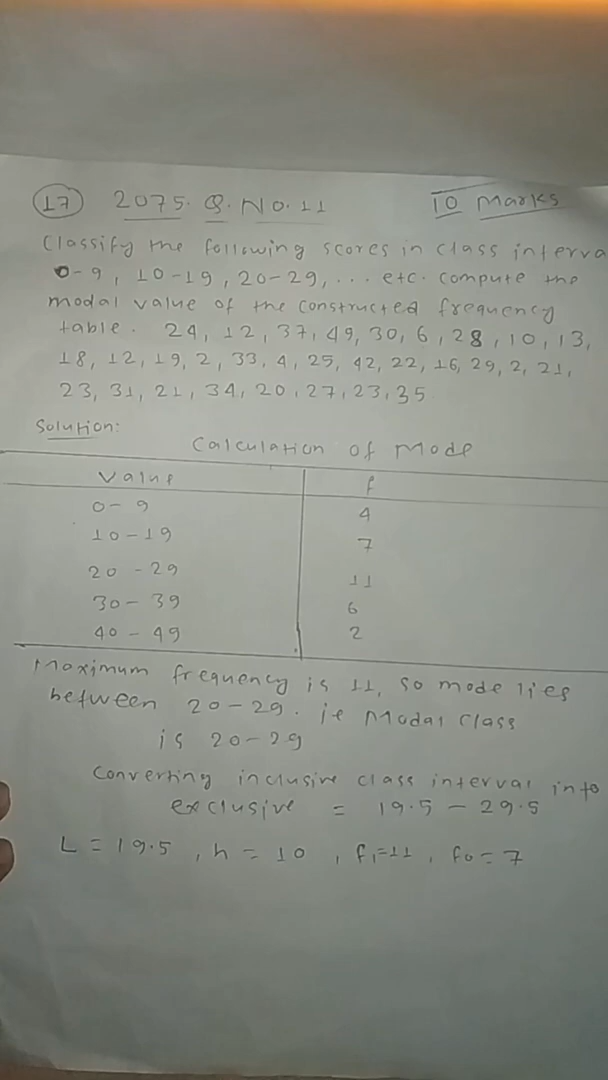 17 2075. Q. No. 11 10 Marks
Classify the following scores in class interva
0-9, 10-19, 20-29, ... etc. compute the
modal value of the constructed frequency
table. 24, 12, 37, 49, 30, 6, 28, 10, 13,
18, 12, 19, 2, 33, 4, 25, 42, 22, 16, 29, 2, 21,
23, 31, 21, 34, 20, 27, 23, 35.
Solution:
Calculation of Mode
Value f
0-9 4
10-19 7
20-29 11
30-39 6
40-49 2
Maximum frequency is 11, so mode lies
between 20-29. ie Modal class
is 20-29
Converting inclusive class interval into
exclusive = 19.5 - 29.5
L = 19.5, h = 10, f1=11, f0=7